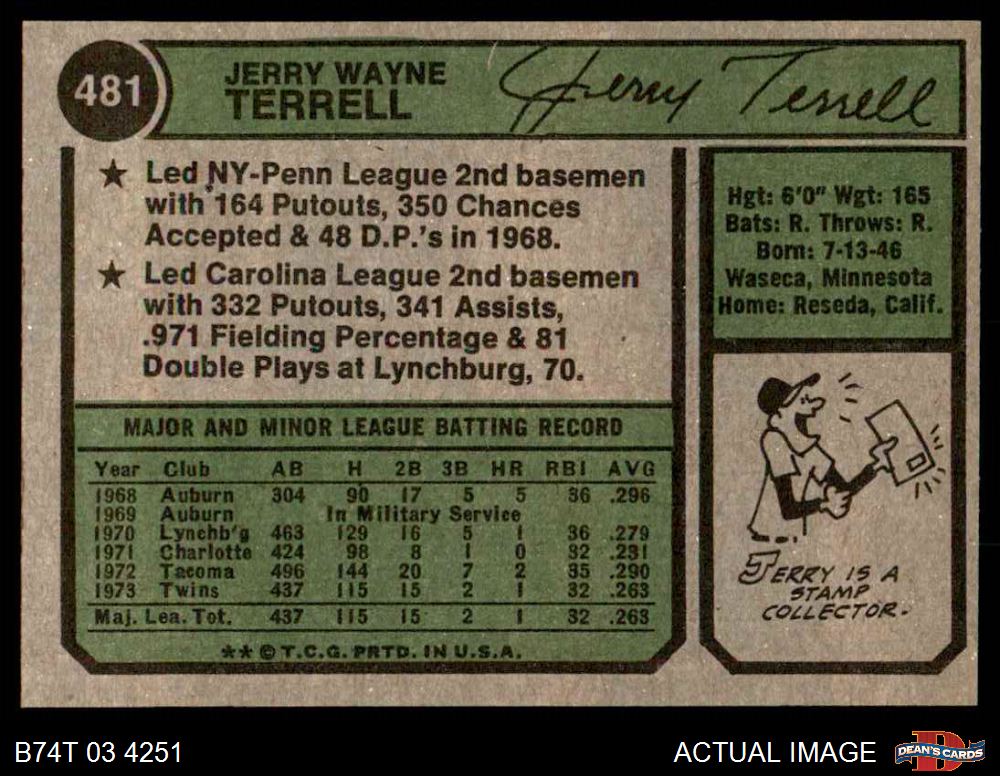 481
JERRY WAYNE
TERRELL
Jerry Terrell
★ Led NY-Penn League 2nd basemen
with 164 Putouts, 350 Chances
Accepted & 48 D.P.'s in 1968.
★ Led Carolina League 2nd basemen
with 332 Putouts, 341 Assists,
.971 Fielding Percentage & 81
Double Plays at Lynchburg, 70.
Hgt: 6'0" Wgt: 165
Bats: R. Throws: R.
Born: 7-13-46
Waseca, Minnesota
Home: Reseda, Calif.
MAJOR AND MINOR LEAGUE BATTING RECORD
Year Club AB H 2B 3B HR RBI AVG
1968 Auburn 304 90 17 5 5 36 .296
1969 Auburn In Military Service
1970 Lynchb'g 463 129 16 5 1 36 .279
1971 Charlotte 424 98 8 1 0 32 .231
1972 Tacoma 496 144 20 7 2 35 .290
1973 Twins 437 115 15 2 1 32 .263
Maj. Lea. Tot. 437 115 15 2 1 32 .263
** © T.C.G. PRTD. IN U.S.A.
JERRY IS A
STAMP
COLLECTOR.
B74T 03 4251
ACTUAL IMAGE
D
DEAN'S CARDS